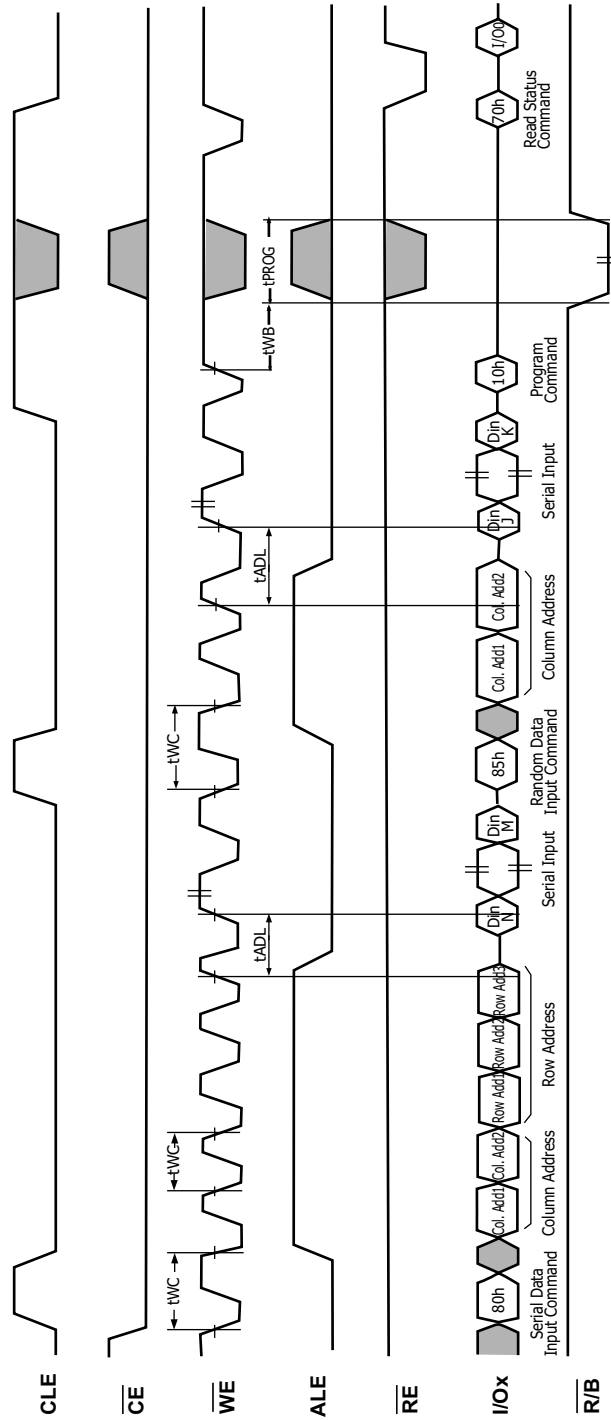 CLE
CE
WE
tWC
tWC
tADL
tWC
tADL
tWB
tPROG
ALE
RE
I/Ox
80h
Col. Add1
Col. Add2
Row Add1
Row Add2
Row Add3
Din
N
Din
M
85h
Col. Add1
Col. Add2
Din
J
Din
K
10h
70h
I/O0
Serial Data
Input Command
Column Address
Row Address
Serial Input
Random Data
Input Command
Column Address
Serial Input
Program
Command
Read Status
Command
R/B